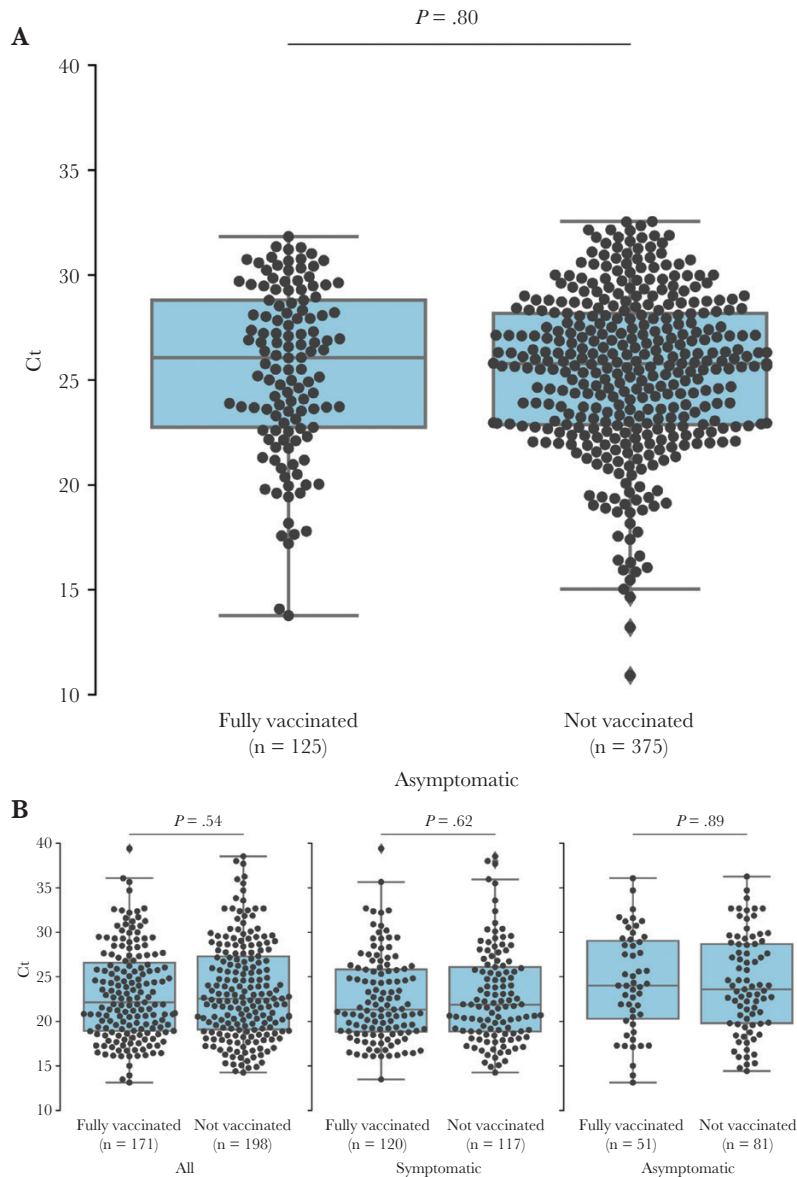 A
P = .80
40
35
30
25
20
15
10
Ct
Fully vaccinated
(n = 125)
Not vaccinated
(n = 375)
Asymptomatic
B
P = .54
P = .62
P = .89
40
35
30
25
20
15
10
Ct
Fully vaccinated
(n = 171)
Not vaccinated
(n = 198)
All
Fully vaccinated
(n = 120)
Not vaccinated
(n = 117)
Symptomatic
Fully vaccinated
(n = 51)
Not vaccinated
(n = 81)
Asymptomatic